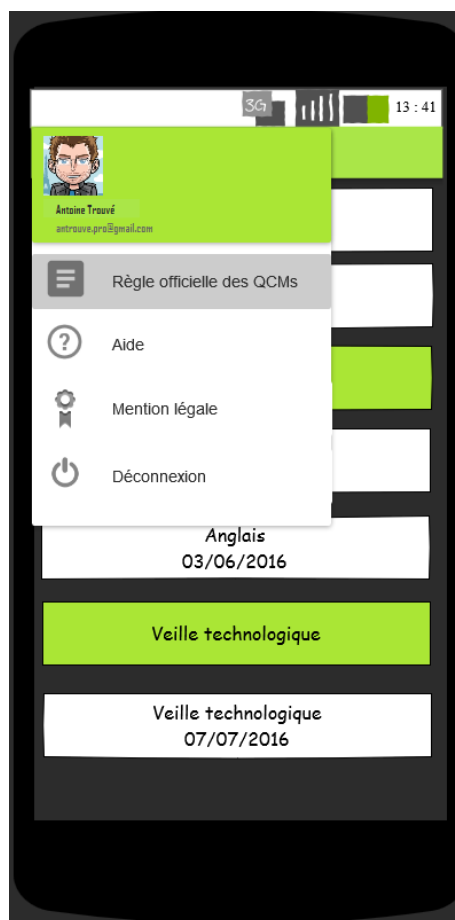 3G
13 : 41
Antoine Trouvé
antrouve.pro@gmail.com
Règle officielle des QCMs
Aide
Mention légale
Déconnexion
Anglais
03/06/2016
Veille technologique
Veille technologique
07/07/2016